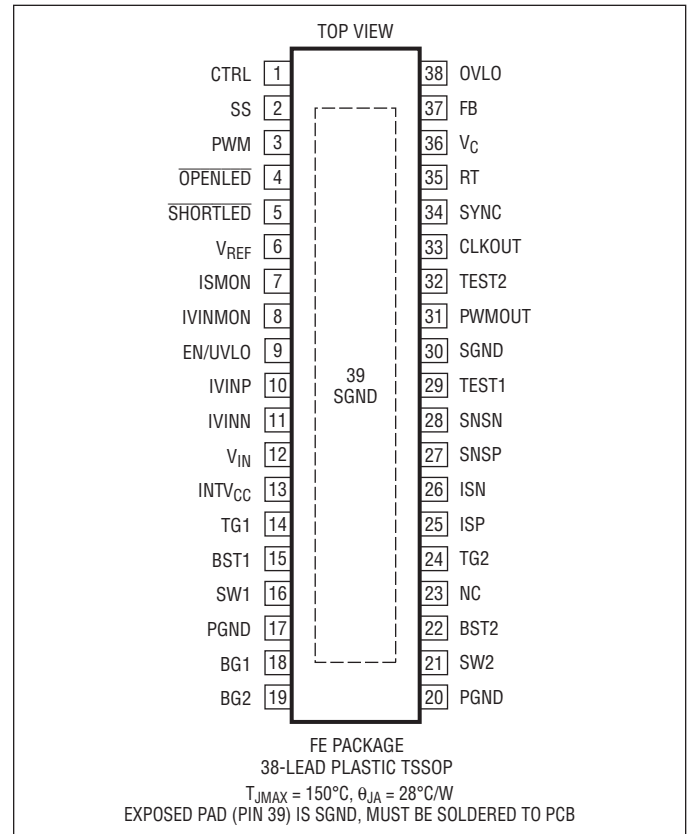 TOP VIEW
CTRL 1 38 OVLO
SS 2 37 FB
PWM 3 36 VC
OPENLED 4 35 RT
SHORTLED 5 34 SYNC
VREF 6 33 CLKOUT
ISMON 7 32 TEST2
IVINMON 8 31 PWMOUT
EN/UVLO 9 30 SGND
IVINP 10 29 TEST1
IVINN 11 28 SNSN
VIN 12 27 SNSP
INTVCC 13 26 ISN
TG1 14 25 ISP
BST1 15 24 TG2
SW1 16 23 NC
PGND 17 22 BST2
BG1 18 21 SW2
BG2 19 20 PGND
39
SGND
FE PACKAGE
38-LEAD PLASTIC TSSOP
TJMAX = 150°C, θJA = 28°C/W
EXPOSED PAD (PIN 39) IS SGND, MUST BE SOLDERED TO PCB